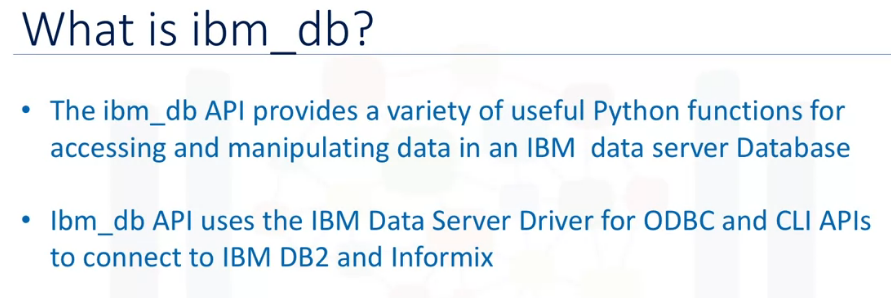 What is ibm_db?
• The ibm_db API provides a variety of useful Python functions for
accessing and manipulating data in an IBM data server Database
• Ibm_db API uses the IBM Data Server Driver for ODBC and CLI APIs
to connect to IBM DB2 and Informix